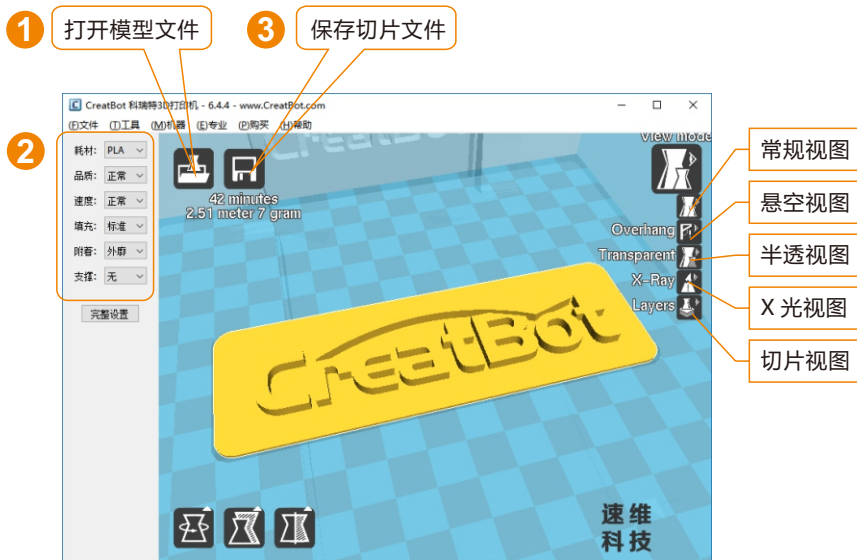 1 打开模型文件
3 保存切片文件
CreatBot 科瑞特3D打印机 - 6.4.4 - www.CreatBot.com
(F)文件 (T)工具 (M)机器 (E)专业 (P)购买 (H)帮助
2
耗材: PLA
品质: 正常
速度: 正常
填充: 标准
附着: 外廓
支撑: 无
完整设置
42 minutes
2.51 meter 7 gram
CreatBot
View mode
Overhang
Transparent
X-Ray
Layers
常规视图
悬空视图
半透视图
X 光视图
切片视图
CreatBot
速维
科技